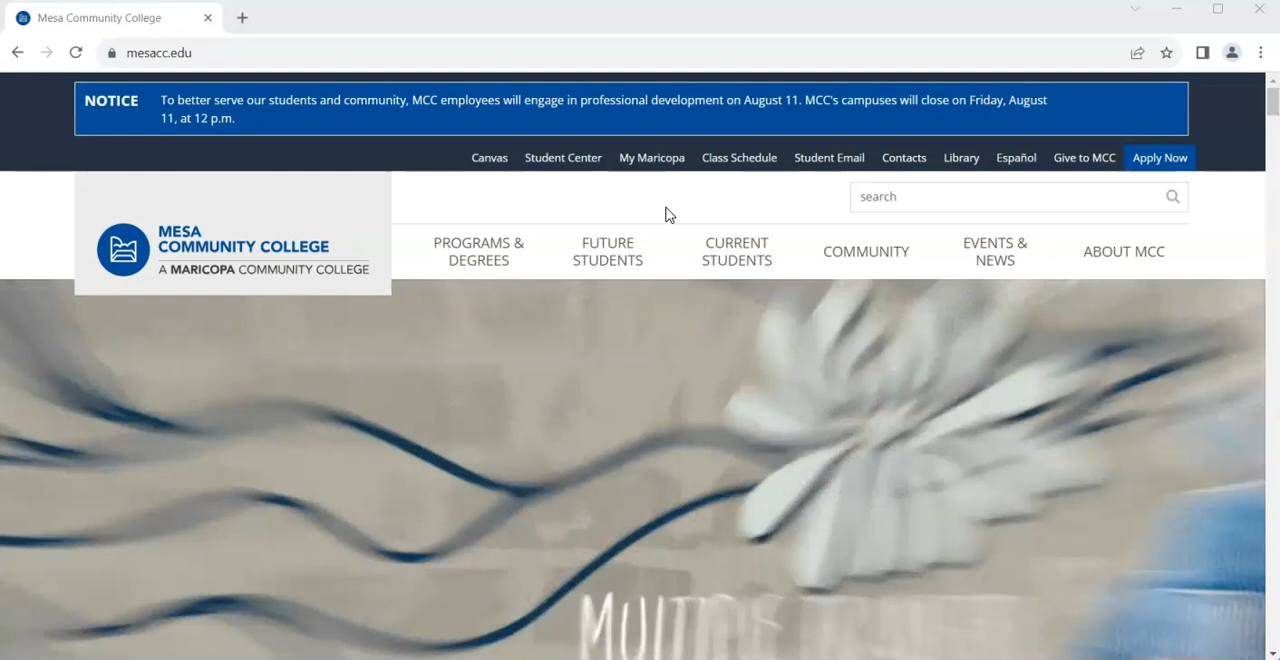 Mesa Community College
mesacc.edu
NOTICE
To better serve our students and community, MCC employees will engage in professional development on August 11. MCC's campuses will close on Friday, August
11, at 12 p.m.
Canvas Student Center My Maricopa Class Schedule Student Email Contacts Library Español Give to MCC Apply Now
search
MESA
COMMUNITY COLLEGE
A MARICOPA COMMUNITY COLLEGE
PROGRAMS &
DEGREES
FUTURE
STUDENTS
CURRENT
STUDENTS
COMMUNITY
EVENTS &
NEWS
ABOUT MCC